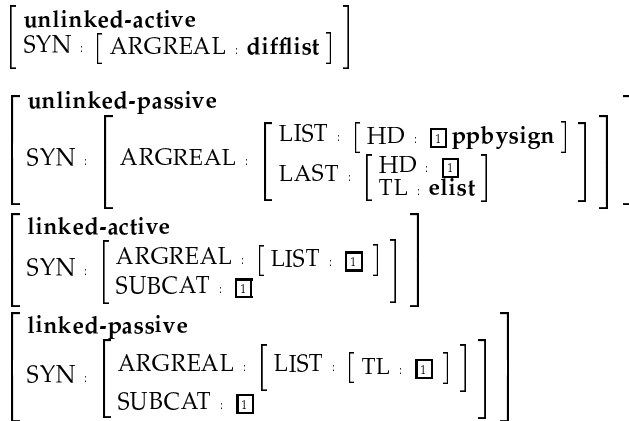 unlinked-active
SYN : [ ARGREAL : difflist ]
unlinked-passive
SYN : [ ARGREAL : [ LIST : [ HD : 1 ppbysign ]
LAST : [ HD : 1
TL : elist ] ] ]
linked-active
SYN : [ ARGREAL : [ LIST : 1 ]
SUBCAT : 1 ]
linked-passive
SYN : [ ARGREAL : [ LIST : [ TL : 1 ] ]
SUBCAT : 1 ]